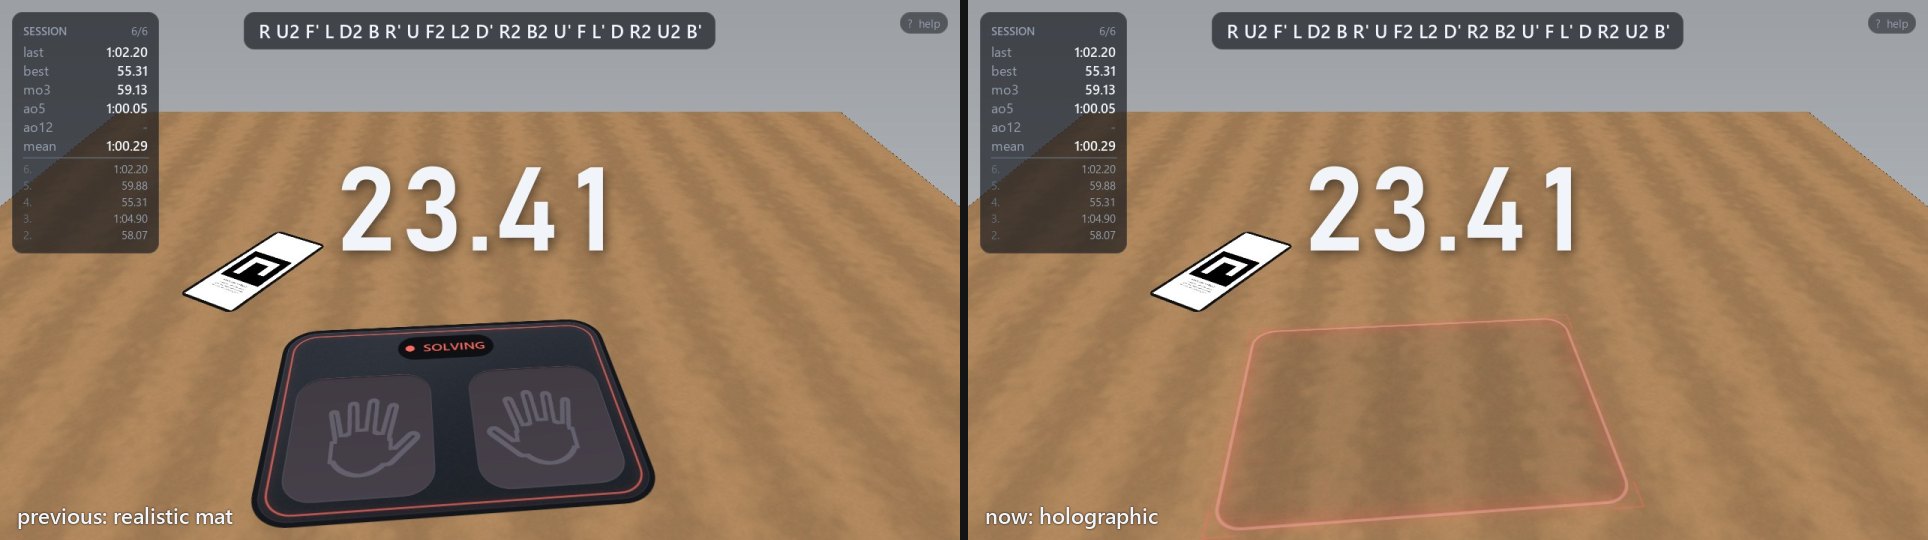 SESSION 6/6
last 1:02.20
best 55.31
mo3 59.13
ao5 1:00.05
ao12 -
mean 1:00.29
6. 1:02.20
5. 59.88
4. 55.31
3. 1:04.90
2. 58.07
R U2 F' L D2 B R' U F2 L2 D' R2 B2 U' F L' D R2 U2 B'
? help
23.41
SOLVING
previous: realistic mat
SESSION 6/6
last 1:02.20
best 55.31
mo3 59.13
ao5 1:00.05
ao12 -
mean 1:00.29
6. 1:02.20
5. 59.88
4. 55.31
3. 1:04.90
2. 58.07
R U2 F' L D2 B R' U F2 L2 D' R2 B2 U' F L' D R2 U2 B'
? help
23.41
now: holographic